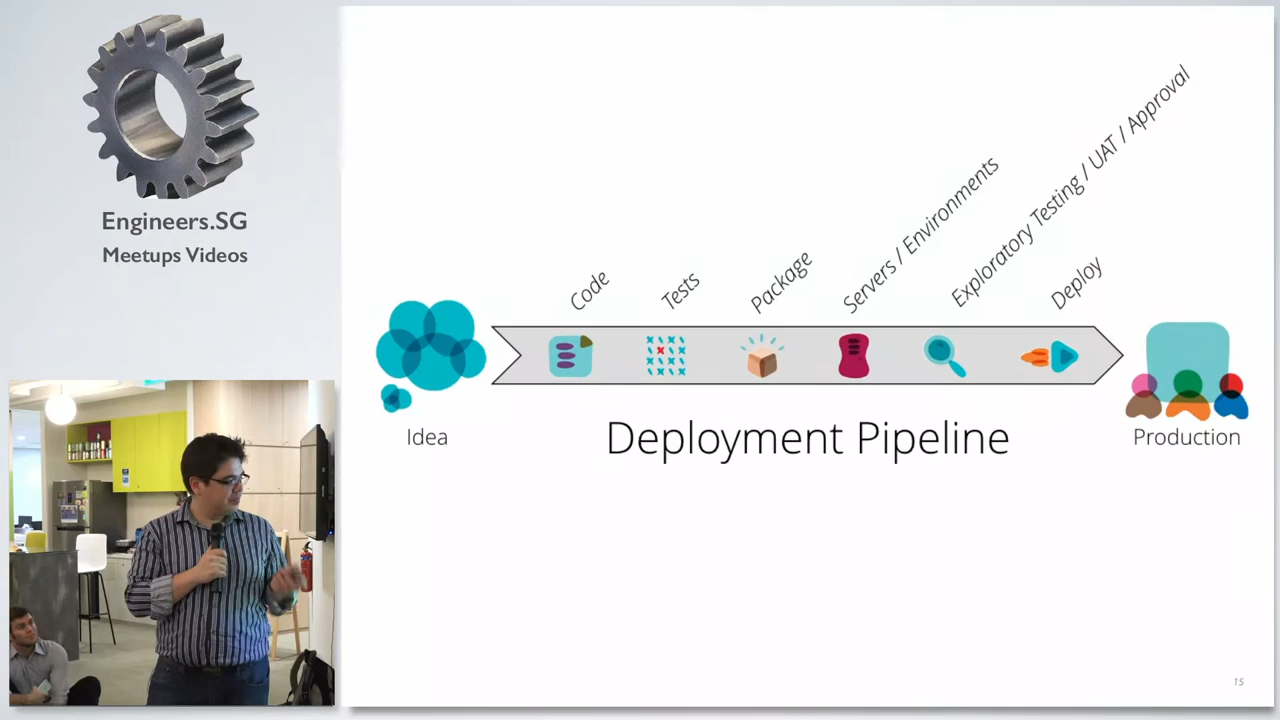 Engineers.SG
Meetups Videos
Code
Tests
Package
Servers / Environments
Exploratory Testing / UAT / Approval
Deploy
Idea
Deployment Pipeline
Production
15